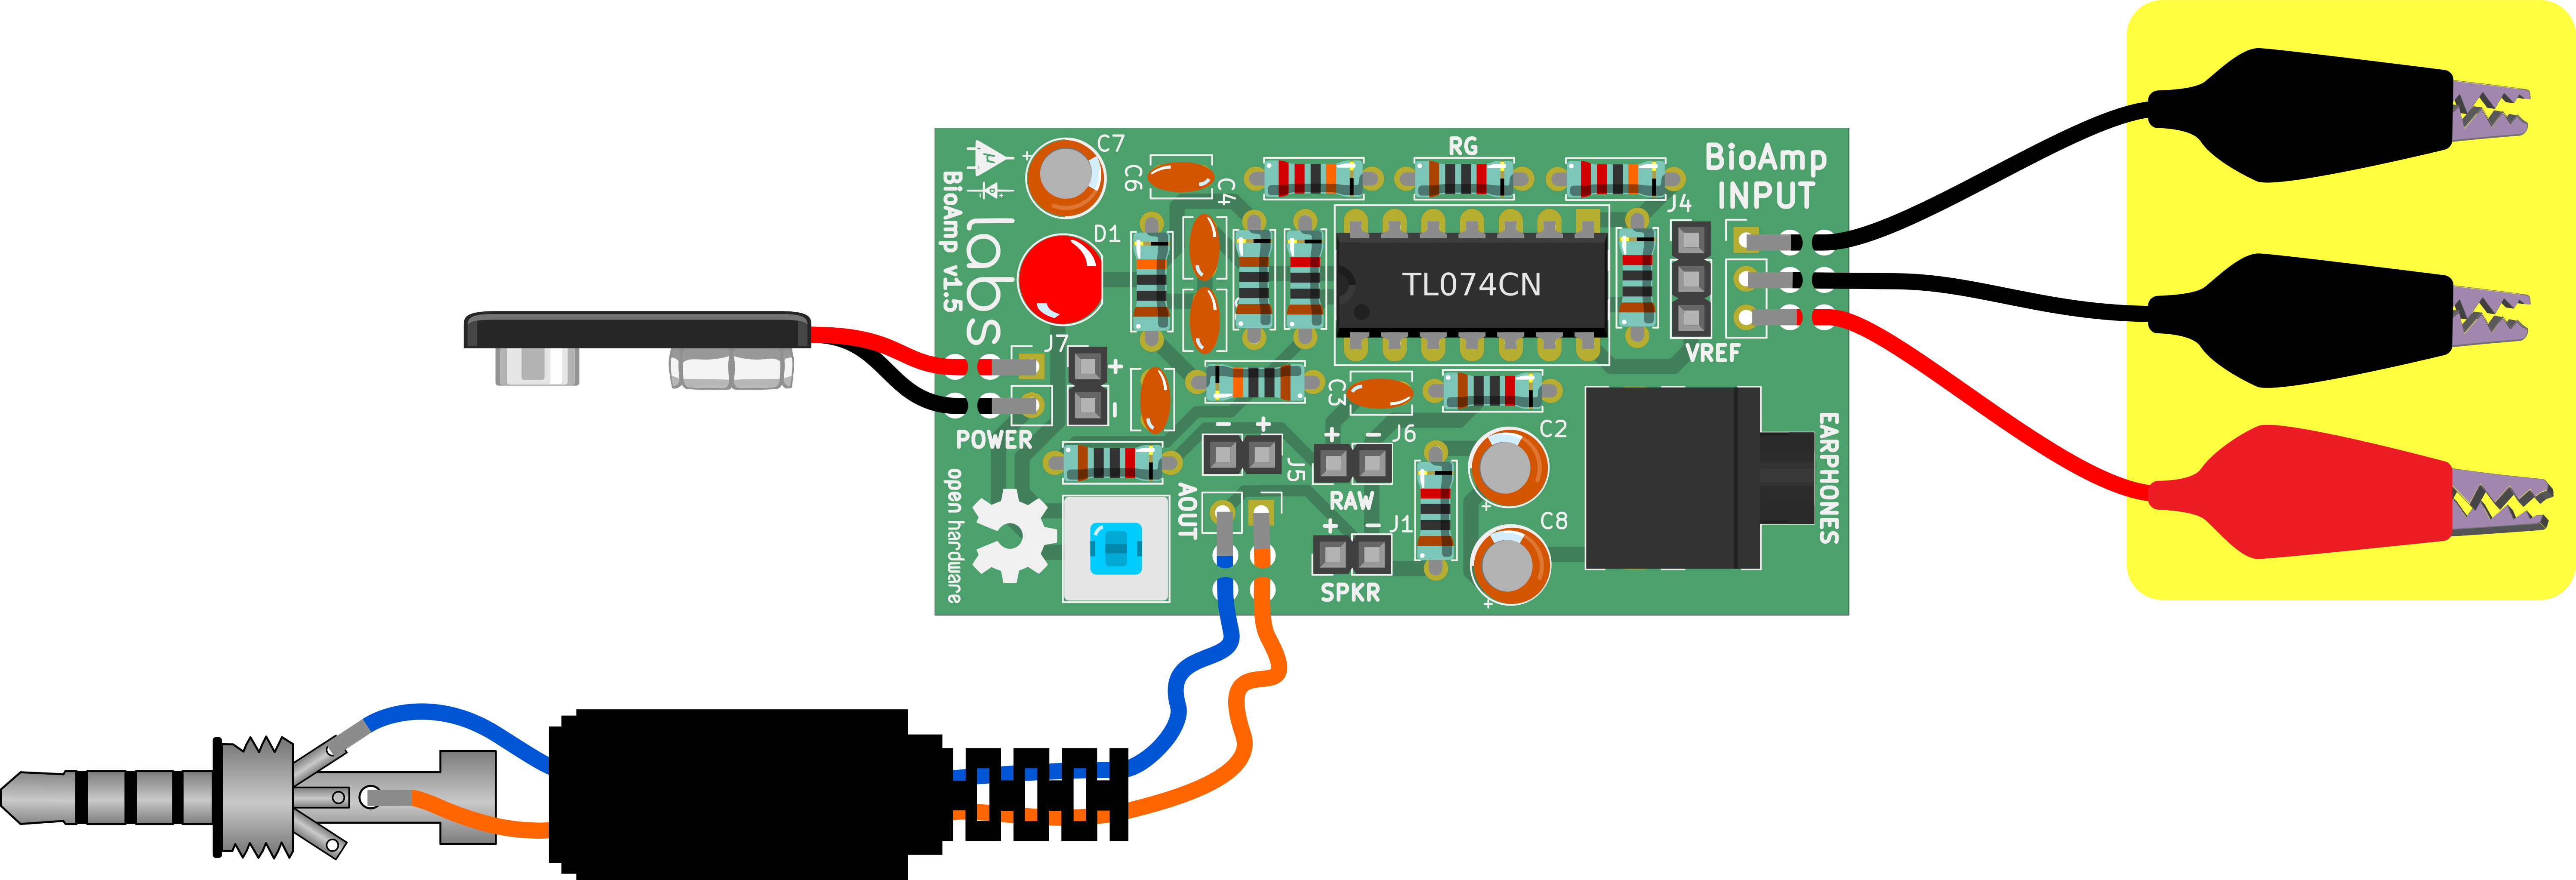 C7
C6
C4
RG
BioAmp
INPUT
J4
BioAmp v1.5
labs
D1
TL074CN
VREF
J7
+
-
POWER
C3
- +
J5
+ -
J6
RAW
C2
EARPHONES
open hardware
AOUT
+ -
J1
SPKR
C8